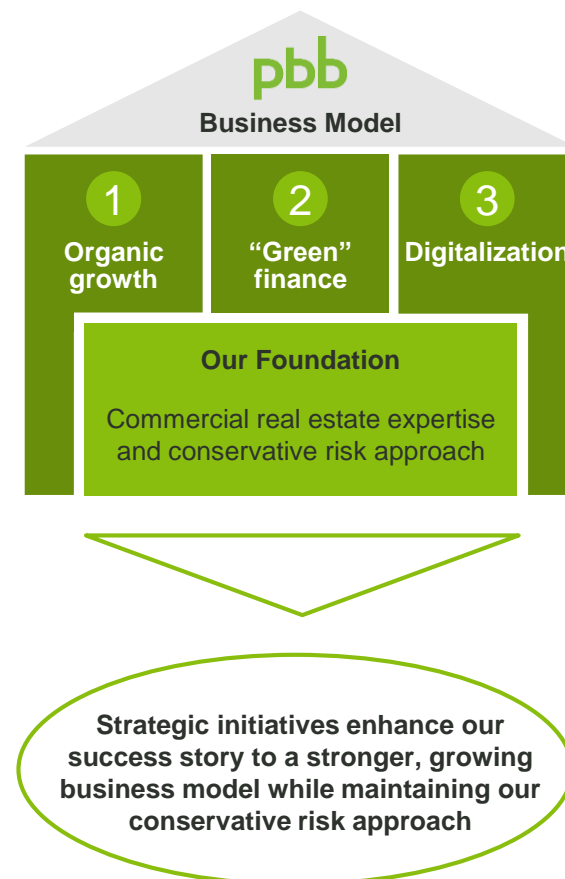 pbb
Business Model
1
Organic
growth
2
“Green”
finance
3
Digitalization
Our Foundation
Commercial real estate expertise
and conservative risk approach
Strategic initiatives enhance our
success story to a stronger, growing
business model while maintaining our
conservative risk approach